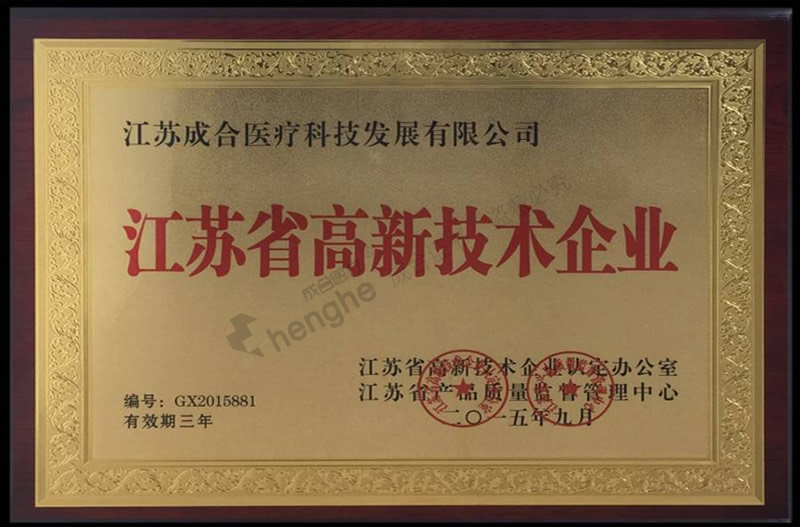 江苏成合医疗科技发展有限公司
江苏省高新技术企业
henghe
编号：GX2015881
有效期三年
江苏省高新技术企业认定办公室
江苏省产品质量监督管理中心
二〇一五年九月